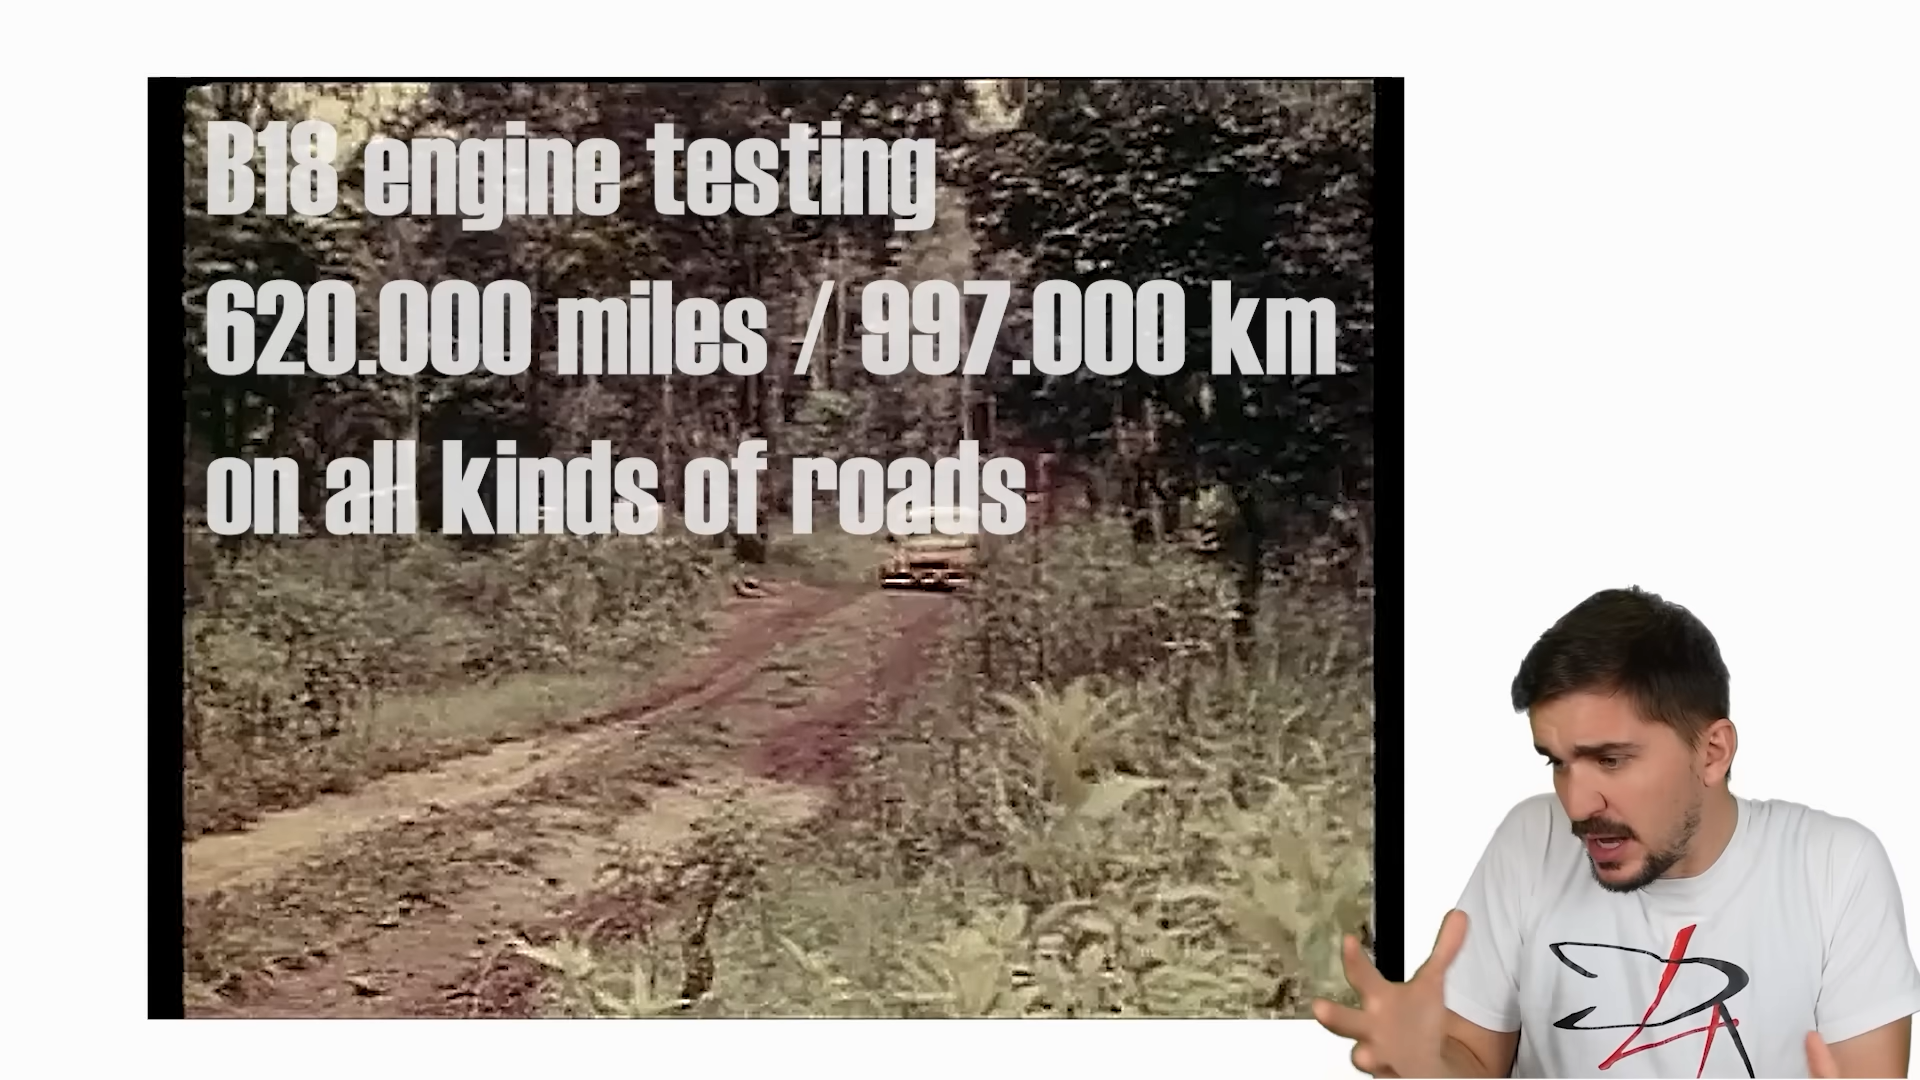 B18 engine testing
620.000 miles / 997.000 km
on all kinds of roads